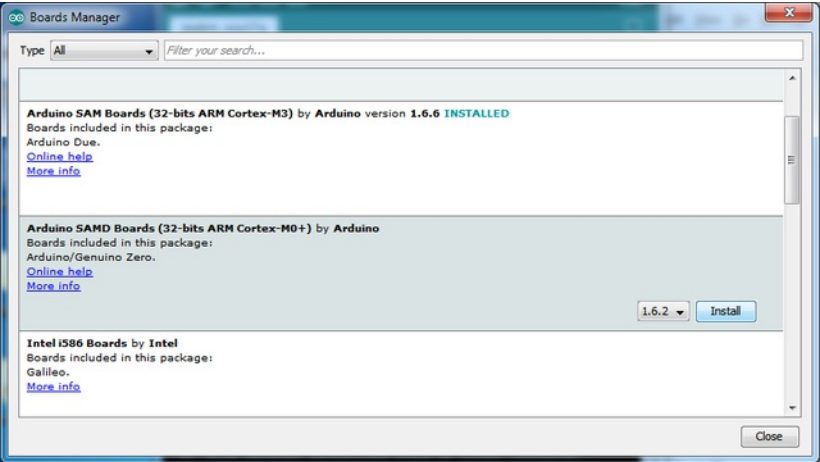 Boards Manager
Type All Filter your search...
Arduino SAM Boards (32-bits ARM Cortex-M3) by Arduino version 1.6.6 INSTALLED
Boards included in this package:
Arduino Due.
Online help
More info
Arduino SAMD Boards (32-bits ARM Cortex-M0+) by Arduino
Boards included in this package:
Arduino/Genuino Zero.
Online help
More info
1.6.2 Install
Intel i586 Boards by Intel
Boards included in this package:
Galileo.
More info
Close